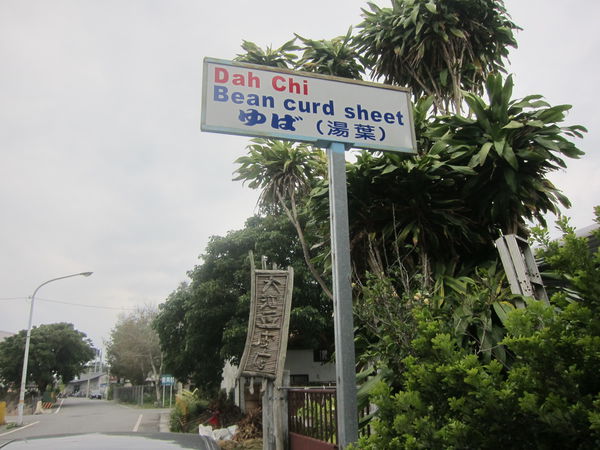 Dah Chi
Bean curd sheet
ゆば（湯葉）